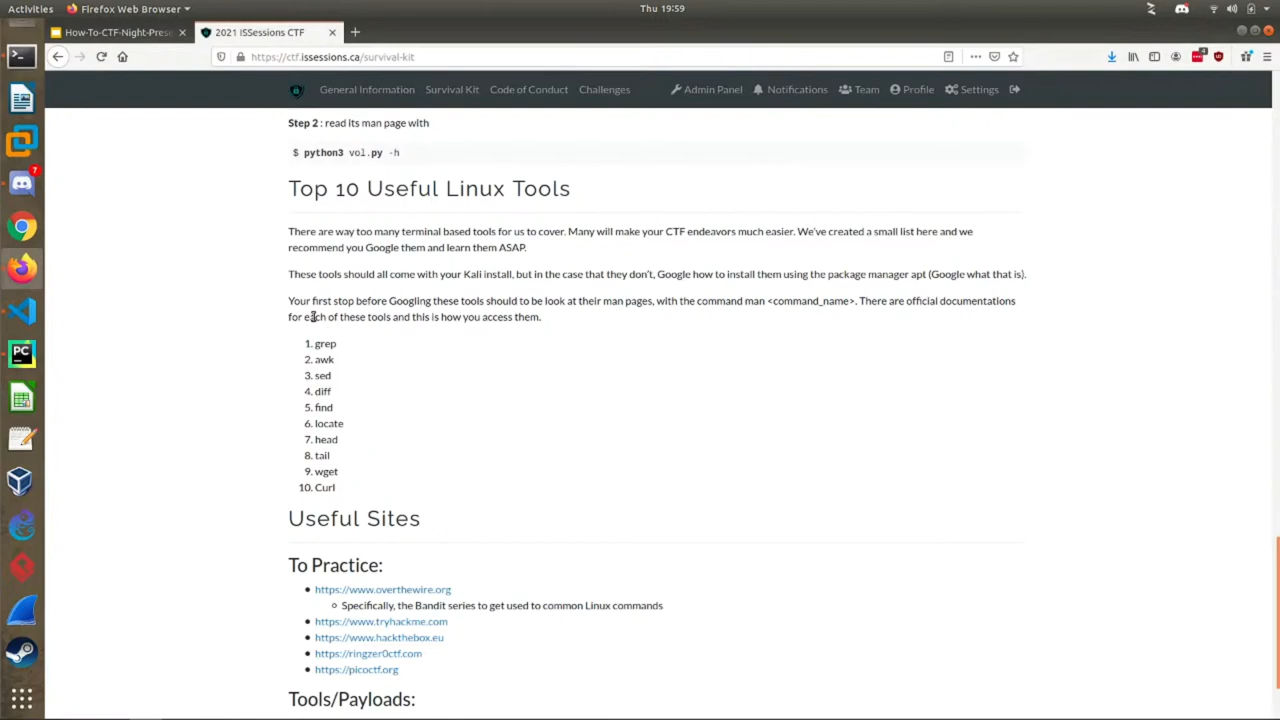 Activities
Firefox Web Browser
Thu 19:59
How-To-CTF-Night-Prese
2021 ISSessions CTF
https://ctf.issessions.ca/survival-kit
General Information
Survival Kit
Code of Conduct
Challenges
Admin Panel
Notifications
Team
Profile
Settings
Step 2 : read its man page with
$ python3 vol.py -h
Top 10 Useful Linux Tools
There are way too many terminal based tools for us to cover. Many will make your CTF endeavors much easier. We've created a small list here and we
recommend you Google them and learn them ASAP.
These tools should all come with your Kali install, but in the case that they don't, Google how to install them using the package manager apt (Google what that is).
Your first stop before Googling these tools should to be look at their man pages, with the command man <command_name>. There are official documentations
for each of these tools and this is how you access them.
1. grep
2. awk
3. sed
4. diff
5. find
6. locate
7. head
8. tail
9. wget
10. Curl
Useful Sites
To Practice:
https://www.overthewire.org
Specifically, the Bandit series to get used to common Linux commands
https://www.tryhackme.com
https://www.hackthebox.eu
https://ringzer0ctf.com
https://picoctf.org
Tools/Payloads:
7
PC